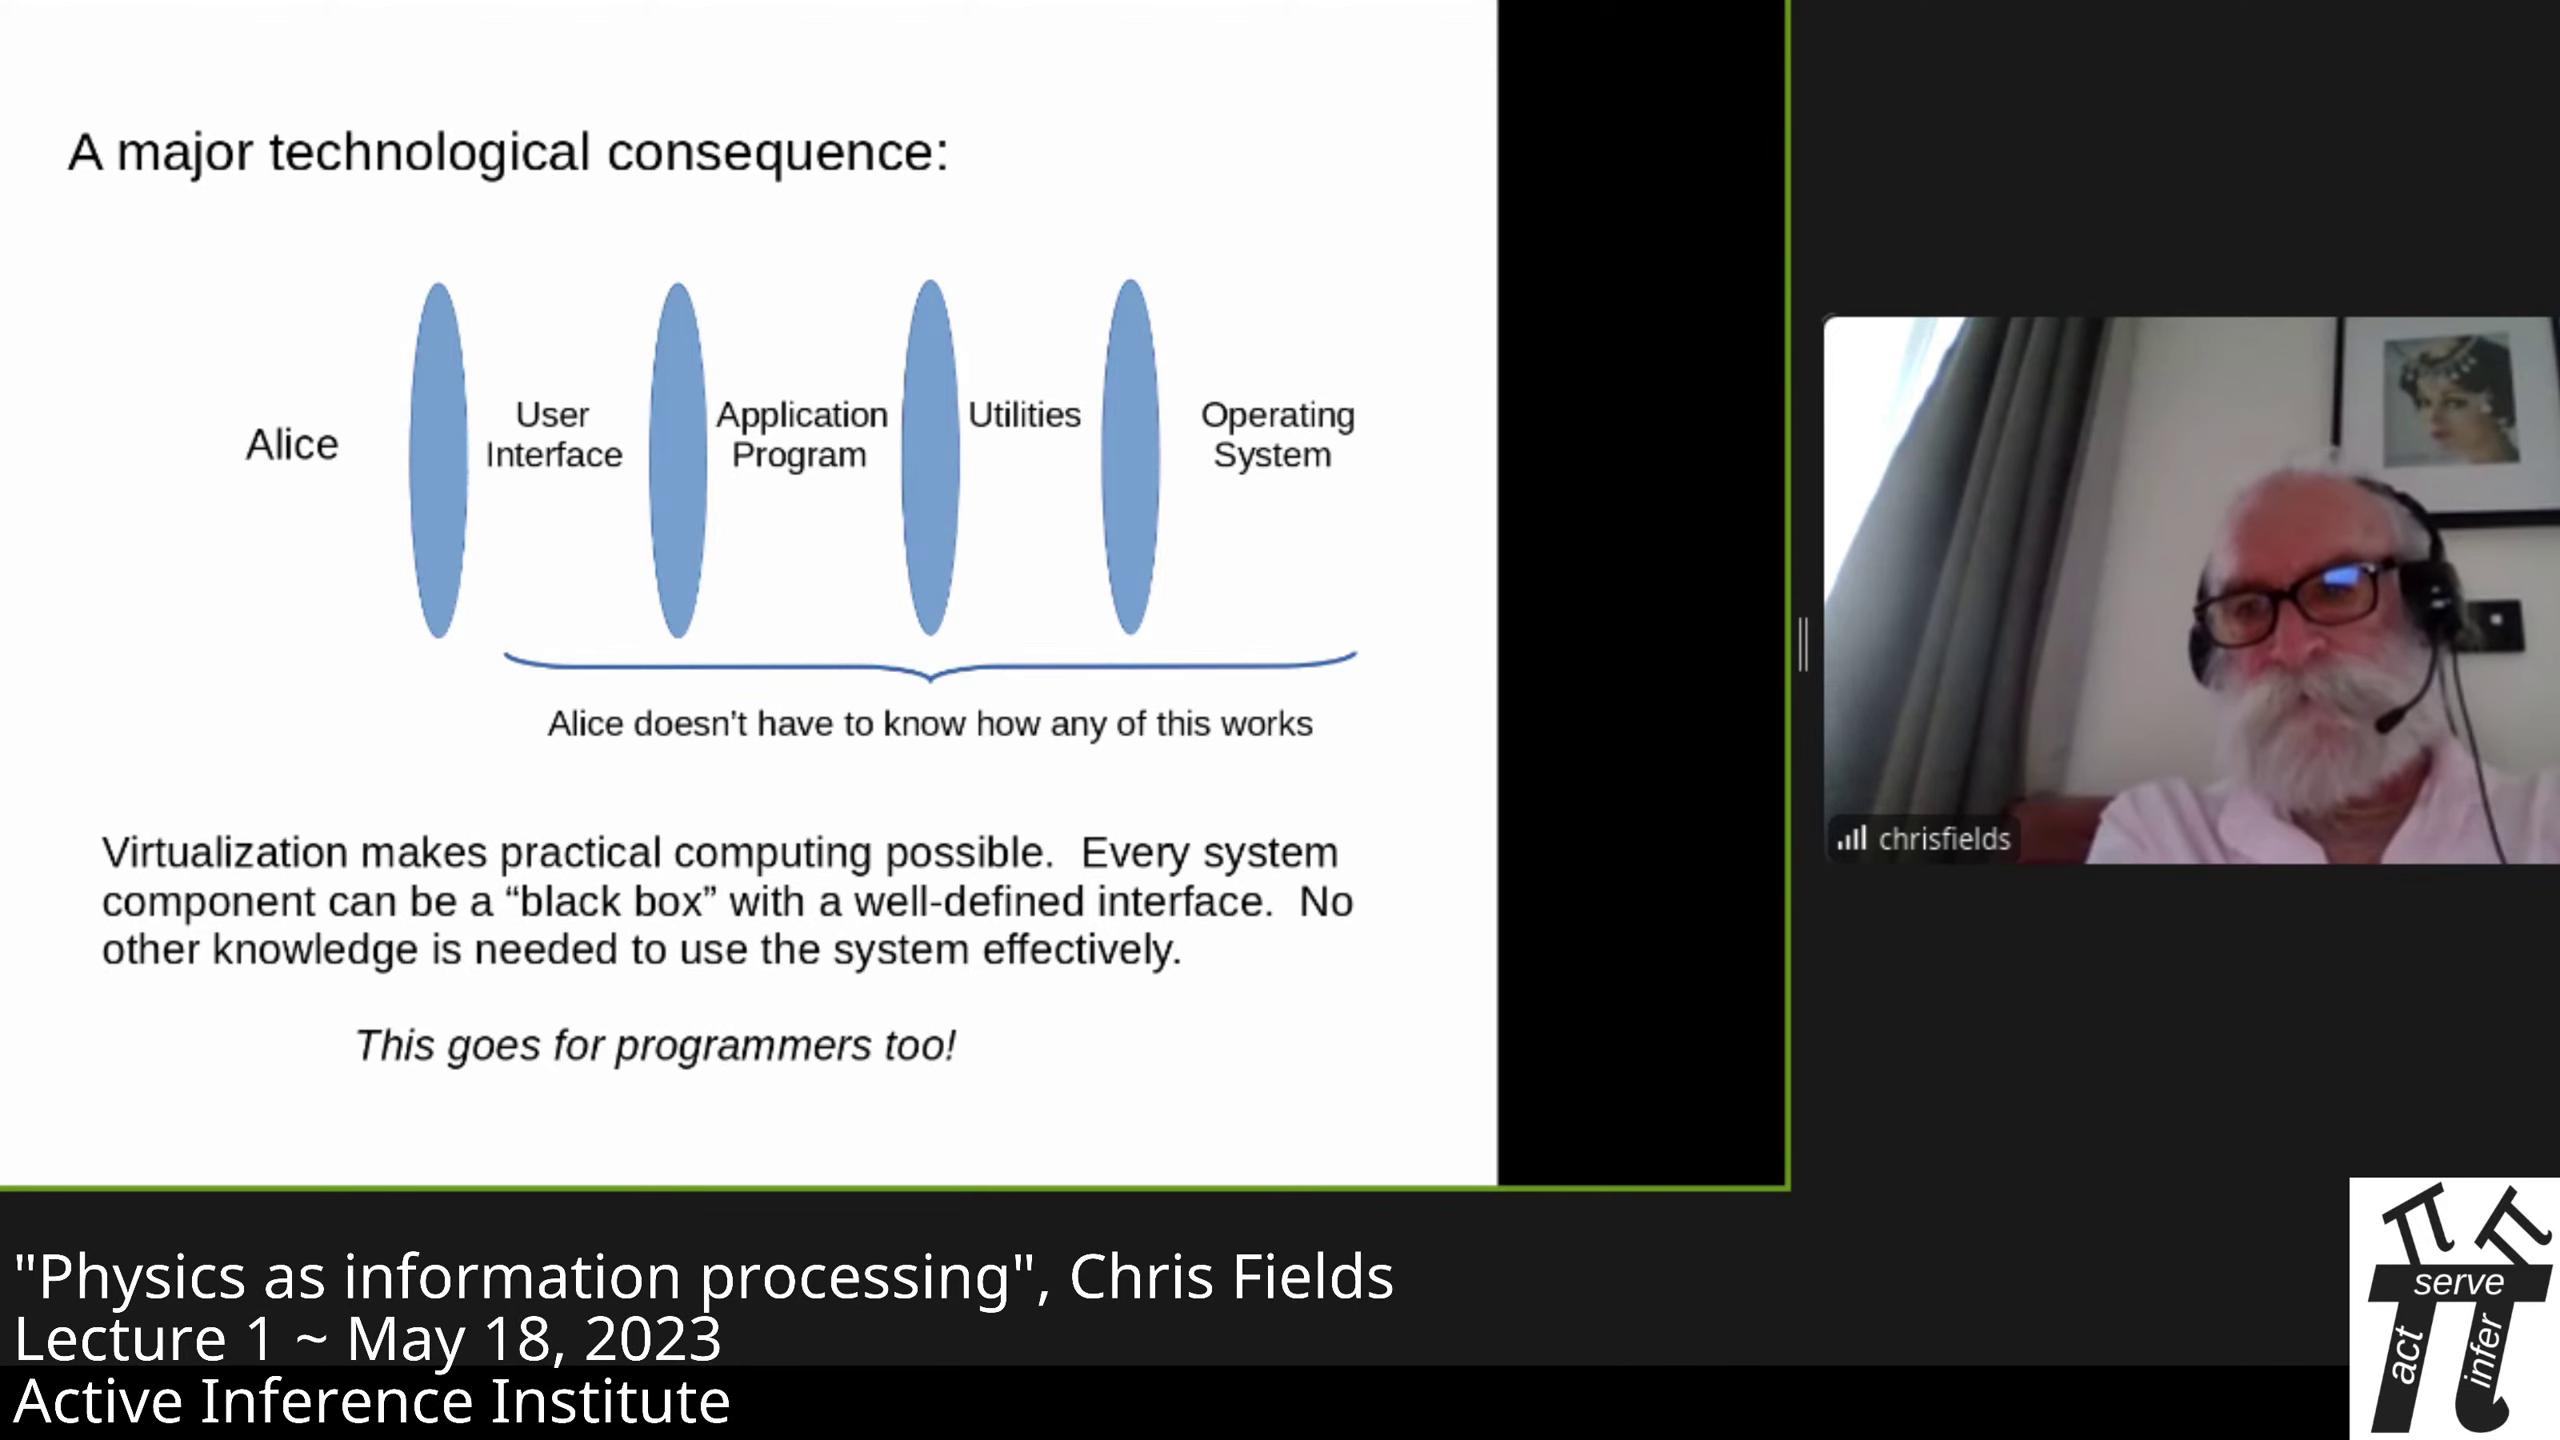 A major technological consequence:
Alice
User
Interface
Application
Program
Utilities
Operating
System
Alice doesn't have to know how any of this works
Virtualization makes practical computing possible.  Every system
component can be a “black box” with a well-defined interface.  No
other knowledge is needed to use the system effectively.
This goes for programmers too!
chrisfields
"Physics as information processing", Chris Fields
Lecture 1 ~ May 18, 2023
Active Inference Institute
serve
act
infer